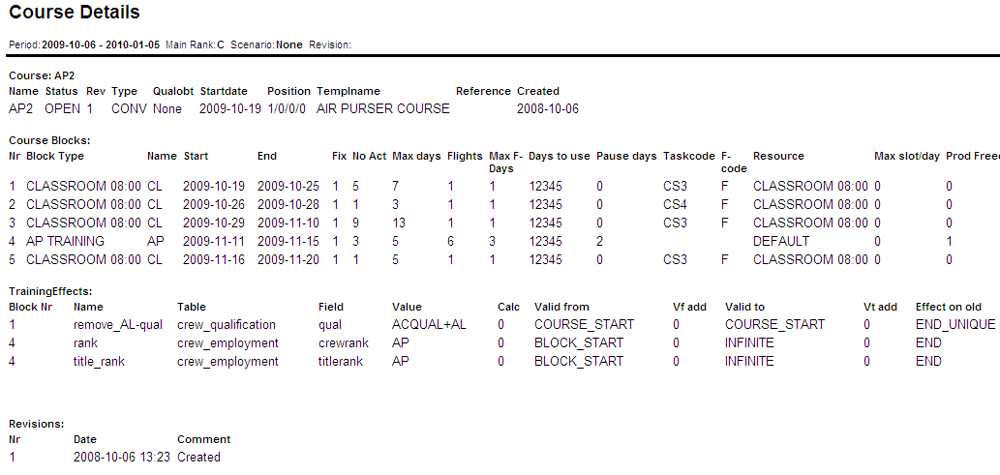 Course Details
Period: 2009-10-06 - 2010-01-05 Main Rank: C Scenario: None Revision:
Course: AP2
Name Status Rev Type Qualobt Startdate Position Templname Reference Created
AP2 OPEN 1 CONV None 2009-10-19 1/0/0/0 AIR PURSER COURSE 2008-10-06
Course Blocks:
Nr Block Type Name Start End Fix No Act Max days Flights Max F-Days Days to use Pause days Taskcode F-code Resource Max slot/day Prod Freed
1 CLASSROOM 08:00 CL 2009-10-19 2009-10-25 1 5 7 1 1 12345 0 CS3 F CLASSROOM 08:00 0 0
2 CLASSROOM 08:00 CL 2009-10-26 2009-10-28 1 1 3 1 1 12345 0 CS4 F CLASSROOM 08:00 0 0
3 CLASSROOM 08:00 CL 2009-10-29 2009-11-10 1 9 13 1 1 12345 0 CS3 F CLASSROOM 08:00 0 0
4 AP TRAINING AP 2009-11-11 2009-11-15 1 3 5 6 3 12345 2 DEFAULT 0 1
5 CLASSROOM 08:00 CL 2009-11-16 2009-11-20 1 1 5 1 1 12345 0 CS3 F CLASSROOM 08:00 0 0
TrainingEffects:
Block Nr Name Table Field Value Calc Valid from Vf add Valid to Vt add Effect on old
1 remove_AL-qual crew_qualification qual ACQUAL+AL 0 COURSE_START 0 COURSE_START 0 END_UNIQUE
4 rank crew_employment crewrank AP 0 BLOCK_START 0 INFINITE 0 END
4 title_rank crew_employment titlerank AP 0 BLOCK_START 0 INFINITE 0 END
Revisions:
Nr Date Comment
1 2008-10-06 13:23 Created